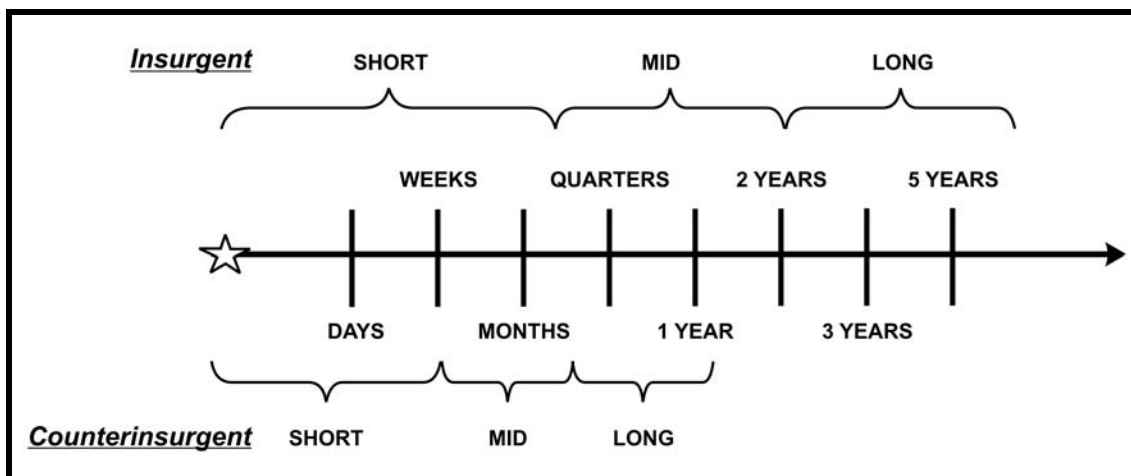 Insurgent SHORT MID LONG
WEEKS QUARTERS 2 YEARS 5 YEARS
DAYS MONTHS 1 YEAR 3 YEARS
Counterinsurgent SHORT MID LONG